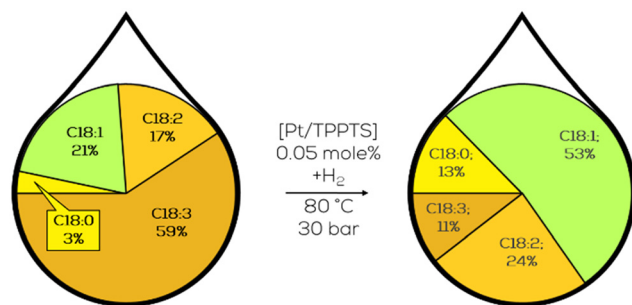 C18:1
21%
C18:2
17%
C18:0
3%
C18:3
59%
[Pt/TPPTS]
0.05 mole%
+H₂
80 °C
30 bar
C18:1;
53%
C18:0;
13%
C18:3;
11%
C18:2;
24%